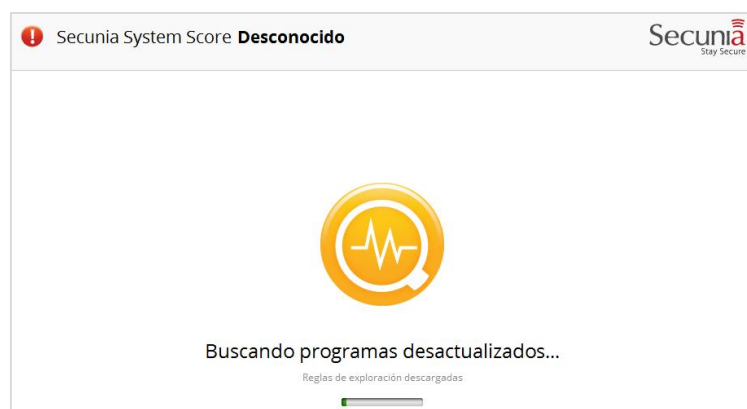 Secunia System Score Desconocido
Secunia
Stay Secure
Buscando programas desactualizados...
Reglas de exploración descargadas